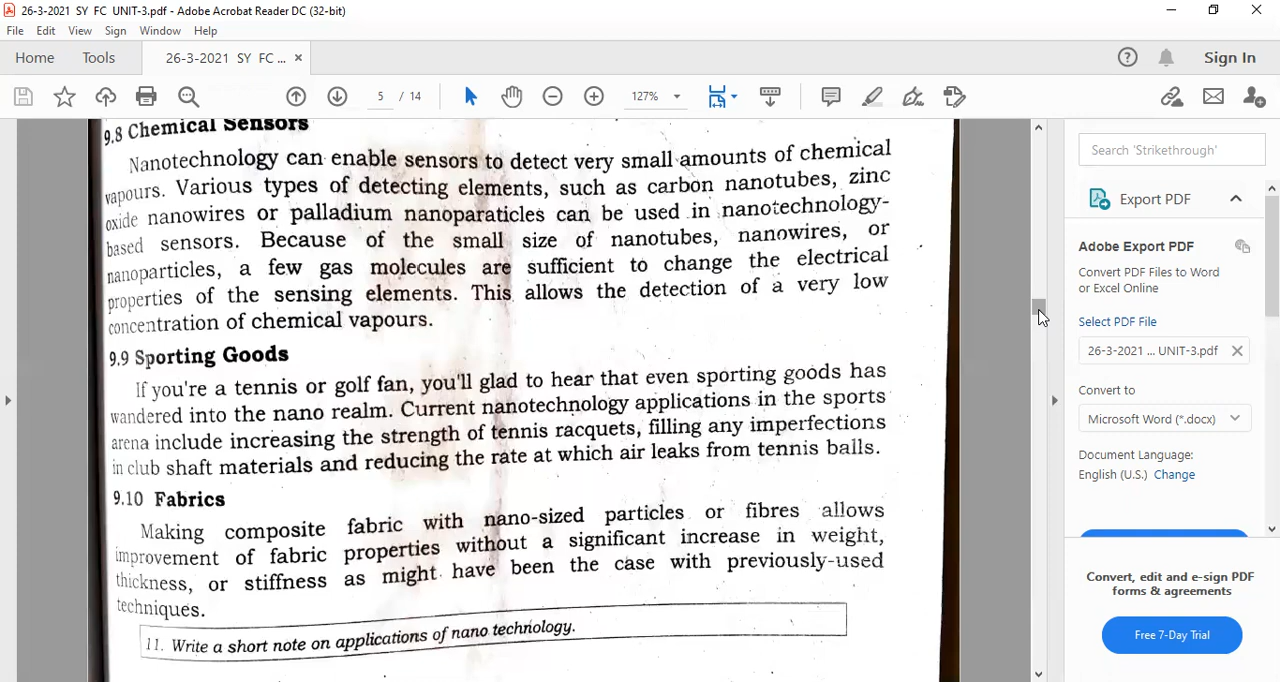 26-3-2021 SY FC UNIT-3.pdf - Adobe Acrobat Reader DC (32-bit)
File Edit View Sign Window Help
Home Tools 26-3-2021 SY FC ... × Sign In
5 / 14 127%
9.8 Chemical Sensors
Nanotechnology can enable sensors to detect very small amounts of chemical
vapours. Various types of detecting elements, such as carbon nanotubes, zinc
oxide nanowires or palladium nanoparaticles can be used in nanotechnology-
based sensors. Because of the small size of nanotubes, nanowires, or
nanoparticles, a few gas molecules are sufficient to change the electrical
properties of the sensing elements. This allows the detection of a very low
concentration of chemical vapours.
9.9 Sporting Goods
If you're a tennis or golf fan, you'll glad to hear that even sporting goods has
wandered into the nano realm. Current nanotechnology applications in the sports
arena include increasing the strength of tennis racquets, filling any imperfections
in club shaft materials and reducing the rate at which air leaks from tennis balls.
9.10 Fabrics
Making composite fabric with nano-sized particles or fibres allows
improvement of fabric properties without a significant increase in weight,
thickness, or stiffness as might have been the case with previously-used
techniques.
11. Write a short note on applications of nano technology.
Search 'Strikethrough'
Export PDF
Adobe Export PDF
Convert PDF Files to Word
or Excel Online
Select PDF File
26-3-2021 ... UNIT-3.pdf
Convert to
Microsoft Word (*.docx)
Document Language:
English (U.S.) Change
Convert, edit and e-sign PDF
forms & agreements
Free 7-Day Trial